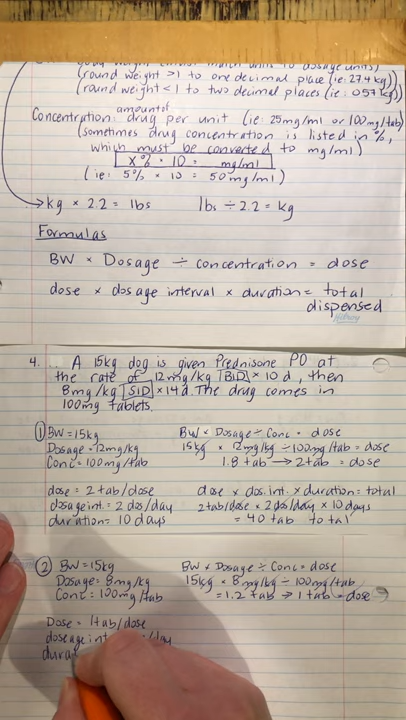 (round weight >1 to one decimal place (ie: 27.4 kg))
(round weight <1 to two decimal places (ie: 0.57 kg))
Concentration: amount of drug per unit (ie: 25mg/ml or 100mg/tab)
(sometimes drug concentration is listed in %,
which must be converted to mg/ml)
X% · 10 = mg/ml
(ie: 5% × 10 = 50mg/ml)
kg × 2.2 = lbs lbs ÷ 2.2 = kg
Formulas
BW × Dosage ÷ concentration = dose
dose × dosage interval × duration = total
dispensed
4. A 15kg dog is given Prednisone PO at
the rate of 12mg/kg BID × 10 d, then
8mg/kg SID × 14 d. The drug comes in
100mg tablets.
① BW = 15kg BW × Dosage ÷ Conc = dose
Dosage = 12mg/kg 15kg × 12mg/kg ÷ 100mg/tab = dose
Conc = 100mg/tab 1.8 tab → 2 tab = dose
dose = 2 tab/dose dose × dos. int. × duration = total
dosage int = 2 dos/day 2tab/dose × 2 dos/day × 10 days
duration = 10 days = 40 tab total
② BW = 15kg BW × Dosage ÷ Conc = dose
Dosage = 8mg/kg 15kg × 8mg/kg ÷ 100mg/tab
Conc = 100mg/tab = 1.2 tab → 1 tab = dose
Dose = 1 tab/dose
doseage int /day
dura